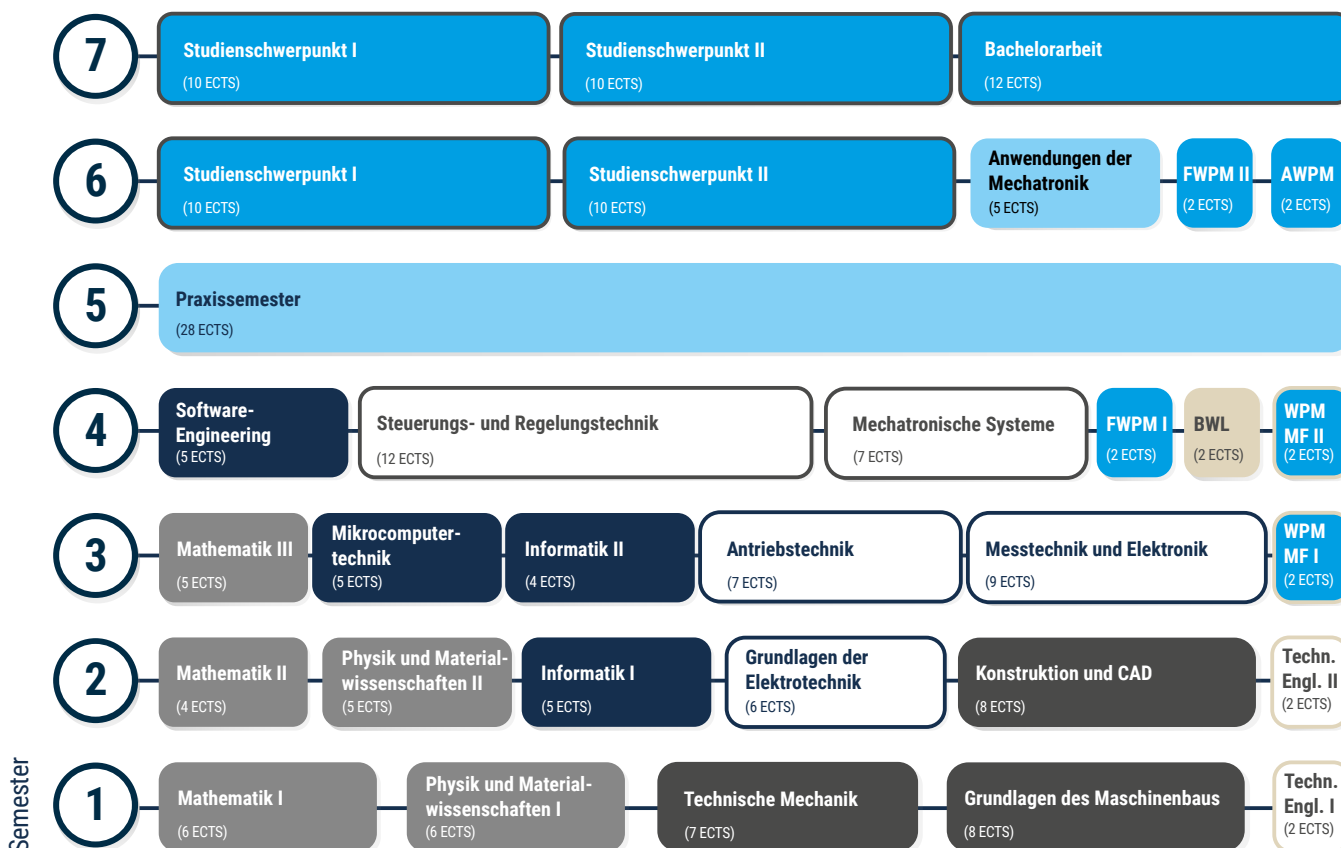 7
Studienschwerpunkt I
(10 ECTS)
Studienschwerpunkt II
(10 ECTS)
Bachelorarbeit
(12 ECTS)
6
Studienschwerpunkt I
(10 ECTS)
Studienschwerpunkt II
(10 ECTS)
Anwendungen der
Mechatronik
(5 ECTS)
FWPM II
(2 ECTS)
AWPM
(2 ECTS)
5
Praxissemester
(28 ECTS)
4
Software-
Engineering
(5 ECTS)
Steuerungs- und Regelungstechnik
(12 ECTS)
Mechatronische Systeme
(7 ECTS)
FWPM I
(2 ECTS)
BWL
(2 ECTS)
WPM
MF II
(2 ECTS)
3
Mathematik III
(5 ECTS)
Mikrocomputer-
technik
(5 ECTS)
Informatik II
(4 ECTS)
Antriebstechnik
(7 ECTS)
Messtechnik und Elektronik
(9 ECTS)
WPM
MF I
(2 ECTS)
2
Mathematik II
(4 ECTS)
Physik und Material-
wissenschaften II
(5 ECTS)
Informatik I
(5 ECTS)
Grundlagen der
Elektrotechnik
(6 ECTS)
Konstruktion und CAD
(8 ECTS)
Techn.
Engl. II
(2 ECTS)
Semester
1
Mathematik I
(6 ECTS)
Physik und Material-
wissenschaften I
(6 ECTS)
Technische Mechanik
(7 ECTS)
Grundlagen des Maschinenbaus
(8 ECTS)
Techn.
Engl. I
(2 ECTS)